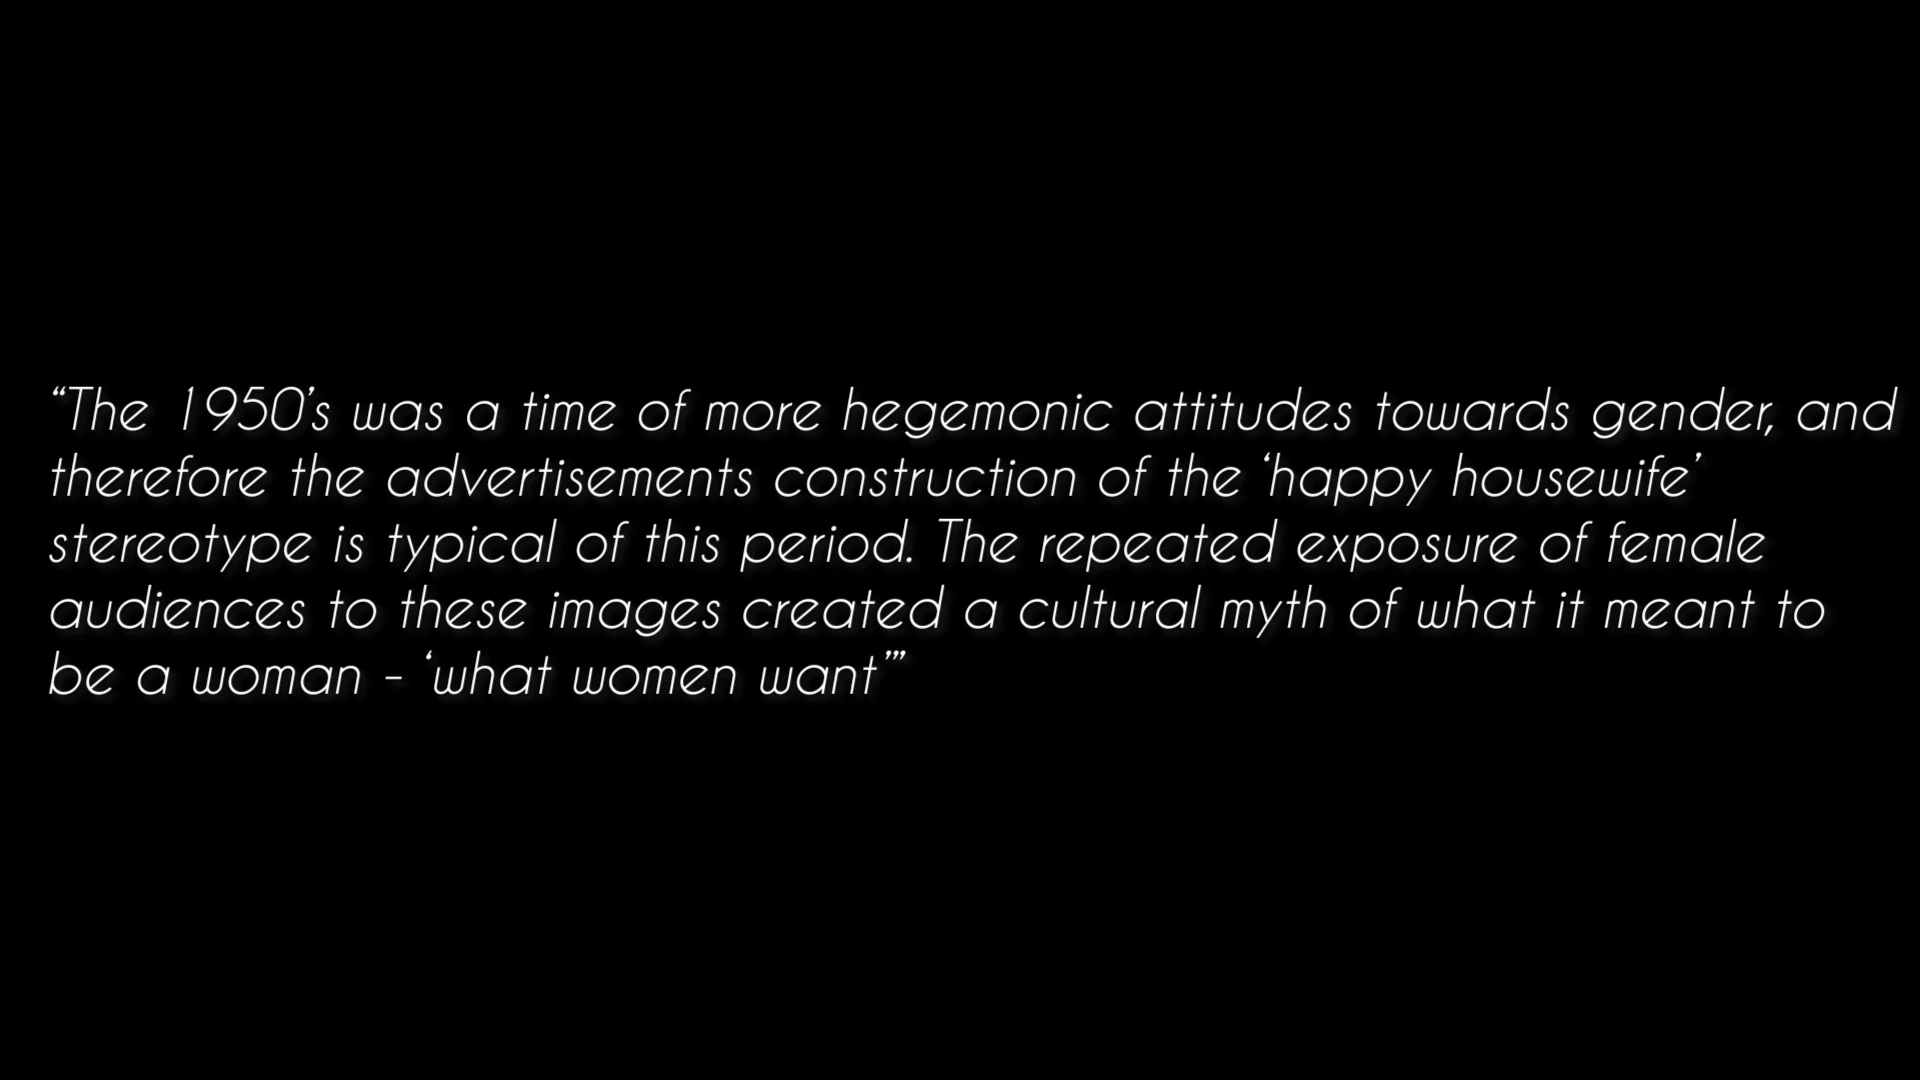 “The 1950’s was a time of more hegemonic attitudes towards gender, and
therefore the advertisements construction of the ‘happy housewife’
stereotype is typical of this period. The repeated exposure of female
audiences to these images created a cultural myth of what it meant to
be a woman - ‘what women want’”